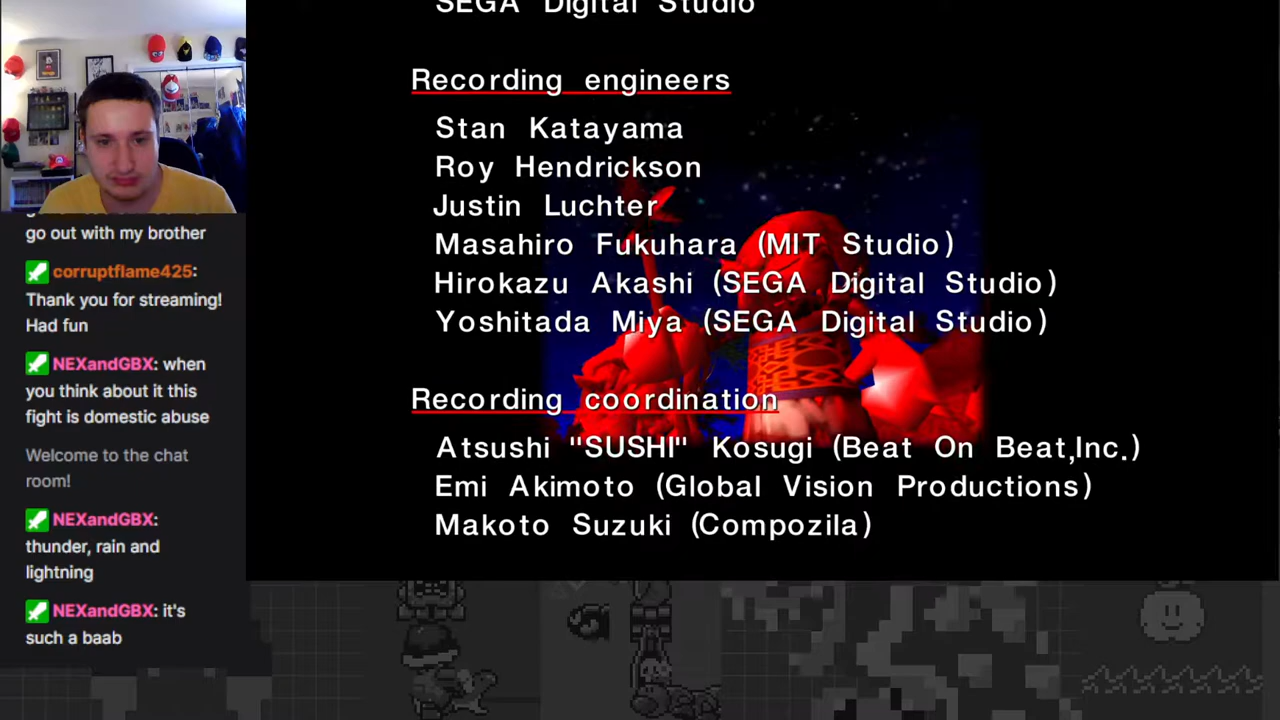 SEGA Digital Studio
Recording engineers
Stan Katayama
Roy Hendrickson
Justin Luchter
Masahiro Fukuhara (MIT Studio)
Hirokazu Akashi (SEGA Digital Studio)
Yoshitada Miya (SEGA Digital Studio)
Recording coordination
Atsushi "SUSHI" Kosugi (Beat On Beat,Inc.)
Emi Akimoto (Global Vision Productions)
Makoto Suzuki (Compozila)
go out with my brother
corruptflame425:
Thank you for streaming!
Had fun
NEXandGBX: when
you think about it this
fight is domestic abuse
Welcome to the chat
room!
NEXandGBX:
thunder, rain and
lightning
NEXandGBX: it's
such a baab